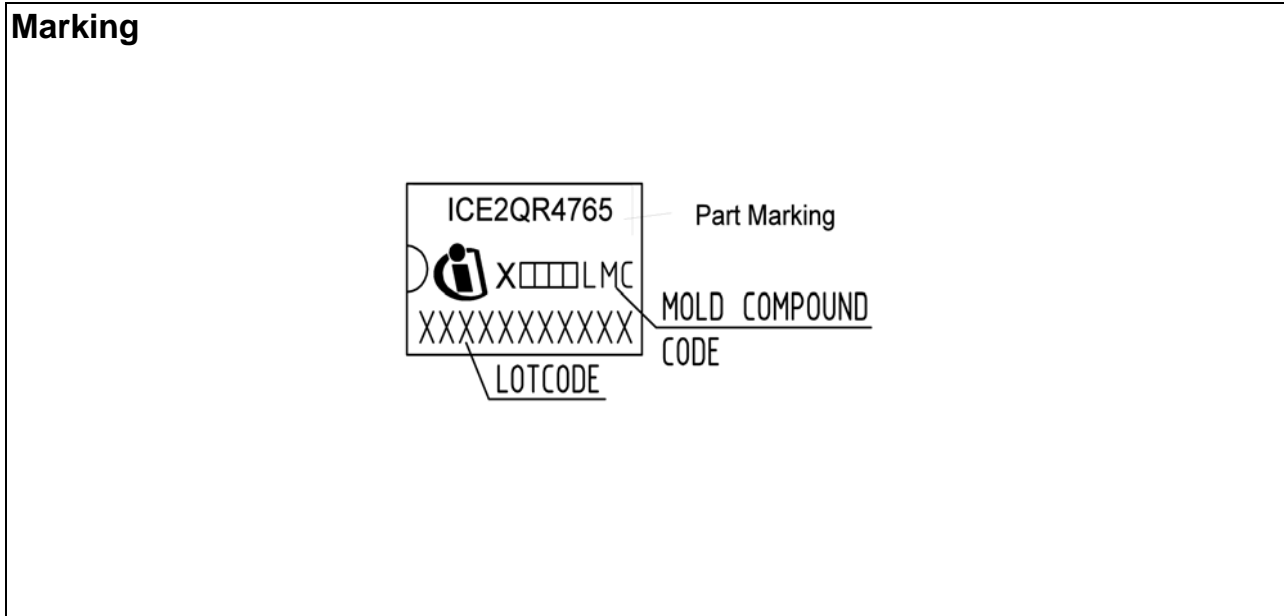 Marking
ICE2QR4765
Part Marking
X□□□□LMC
MOLD COMPOUND
CODE
XXXXXXXXXXX
LOTCODE